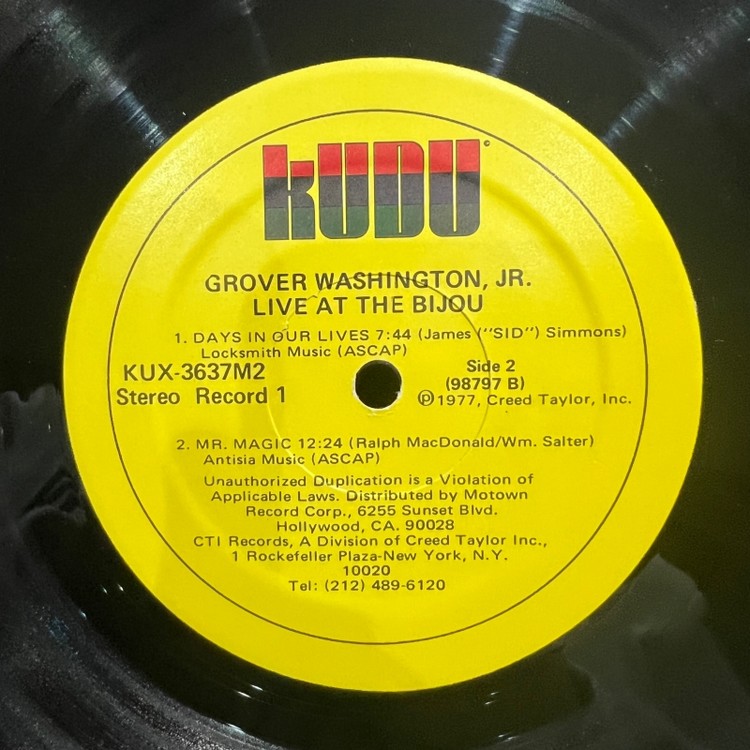 kUDU
GROVER WASHINGTON, JR.
LIVE AT THE BIJOU
1. DAYS IN OUR LIVES 7:44 (James ("SID") Simmons)
Locksmith Music (ASCAP)
KUX-3637M2
Stereo Record 1
Side 2
(98797 B)
℗1977, Creed Taylor, Inc.
2. MR. MAGIC 12:24 (Ralph MacDonald/Wm. Salter)
Antisia Music (ASCAP)
Unauthorized Duplication is a Violation of
Applicable Laws. Distributed by Motown
Record Corp., 6255 Sunset Blvd.
Hollywood, CA. 90028
CTI Records, A Division of Creed Taylor Inc.,
1 Rockefeller Plaza-New York, N.Y.
10020
Tel: (212) 489-6120